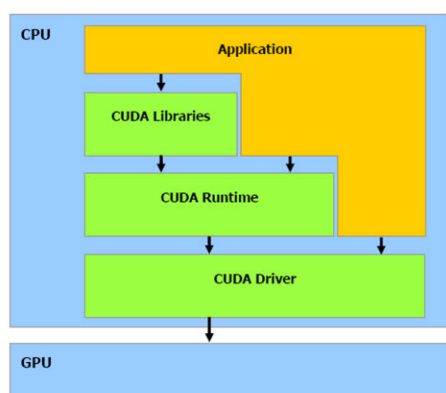 CPU
Application
CUDA Libraries
CUDA Runtime
CUDA Driver
GPU